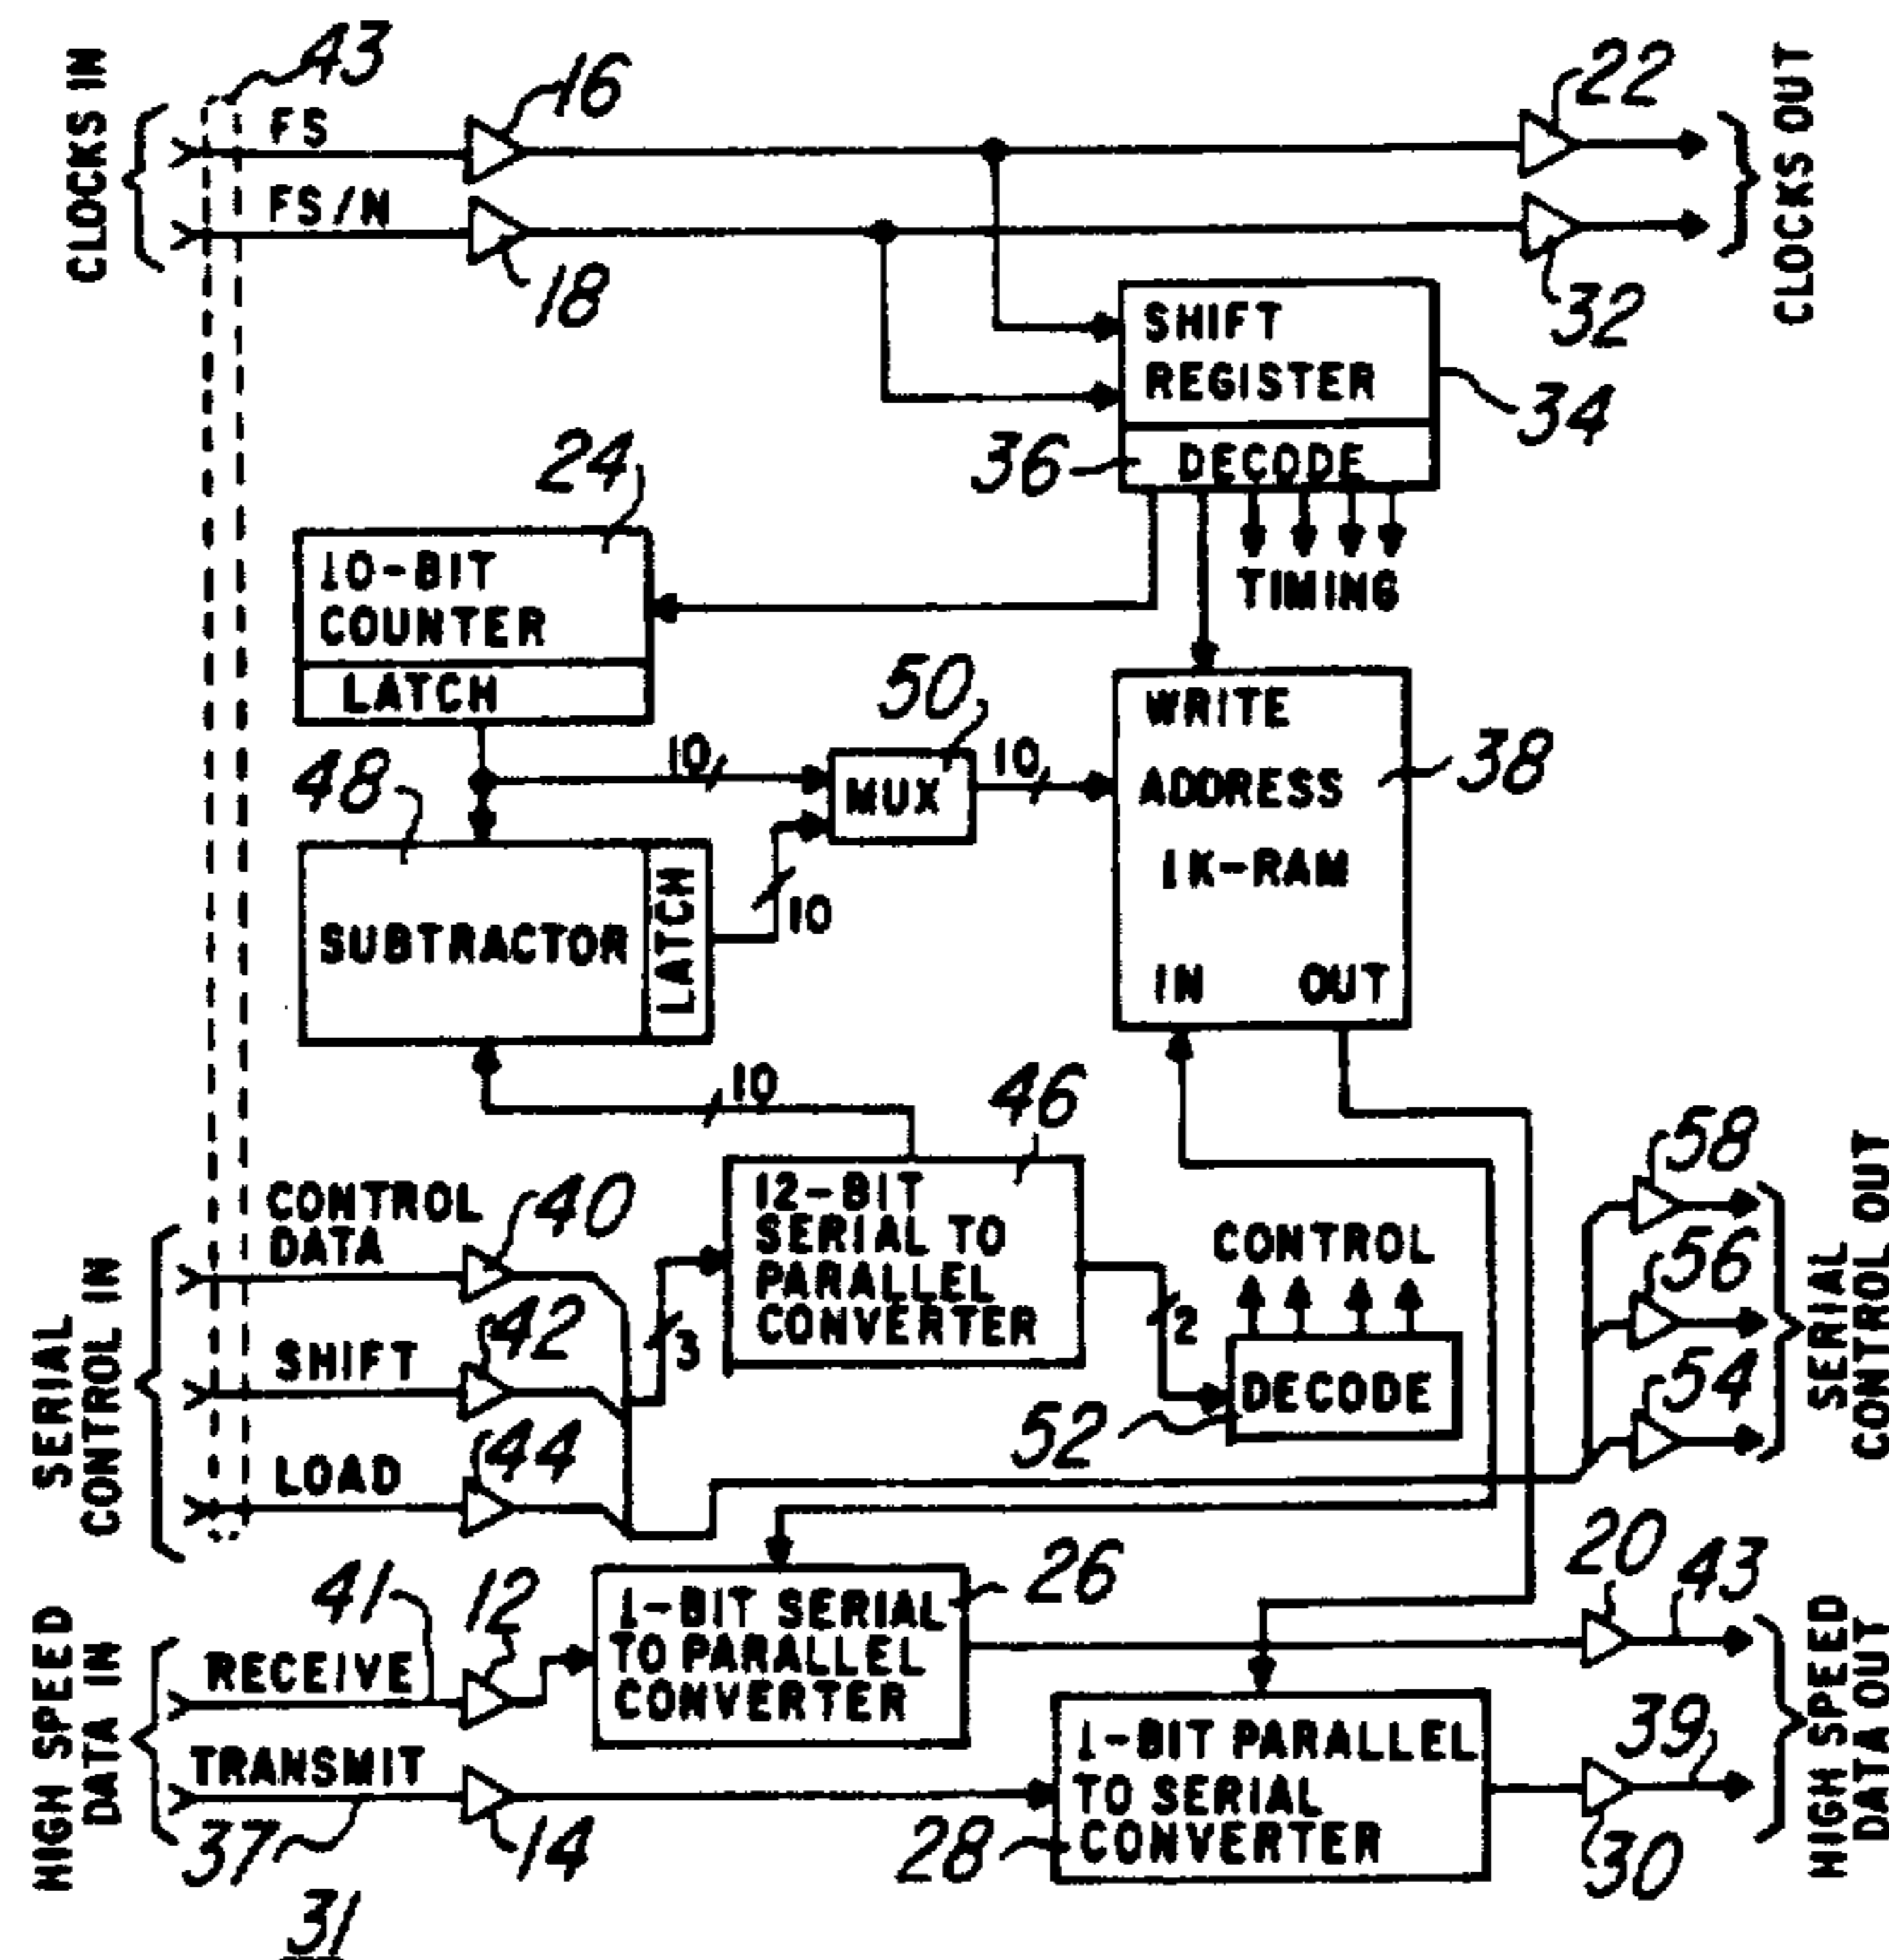 CLOCKS IN
43
FS
16
22
CLOCKS OUT
FS/N
18
32
SHIFT
REGISTER
34
36
DECODE
TIMING
24
10-BIT
COUNTER
LATCH
50
10
MUX
10
WRITE
ADDRESS
1K-RAM
IN OUT
38
48
SUBTRACTOR
LATCH
10
10
46
12-BIT
SERIAL TO
PARALLEL
CONVERTER
SERIAL
CONTROL IN
CONTROL
DATA
40
SHIFT
42
LOAD
44
3
2
CONTROL
DECODE
52
58
56
54
SERIAL
CONTROL OUT
HIGH SPEED
DATA IN
41
RECEIVE
12
1-BIT SERIAL
TO PARALLEL
CONVERTER
26
20
43
TRANSMIT
37
14
1-BIT PARALLEL
TO SERIAL
CONVERTER
28
39
30
HIGH SPEED
DATA OUT
31